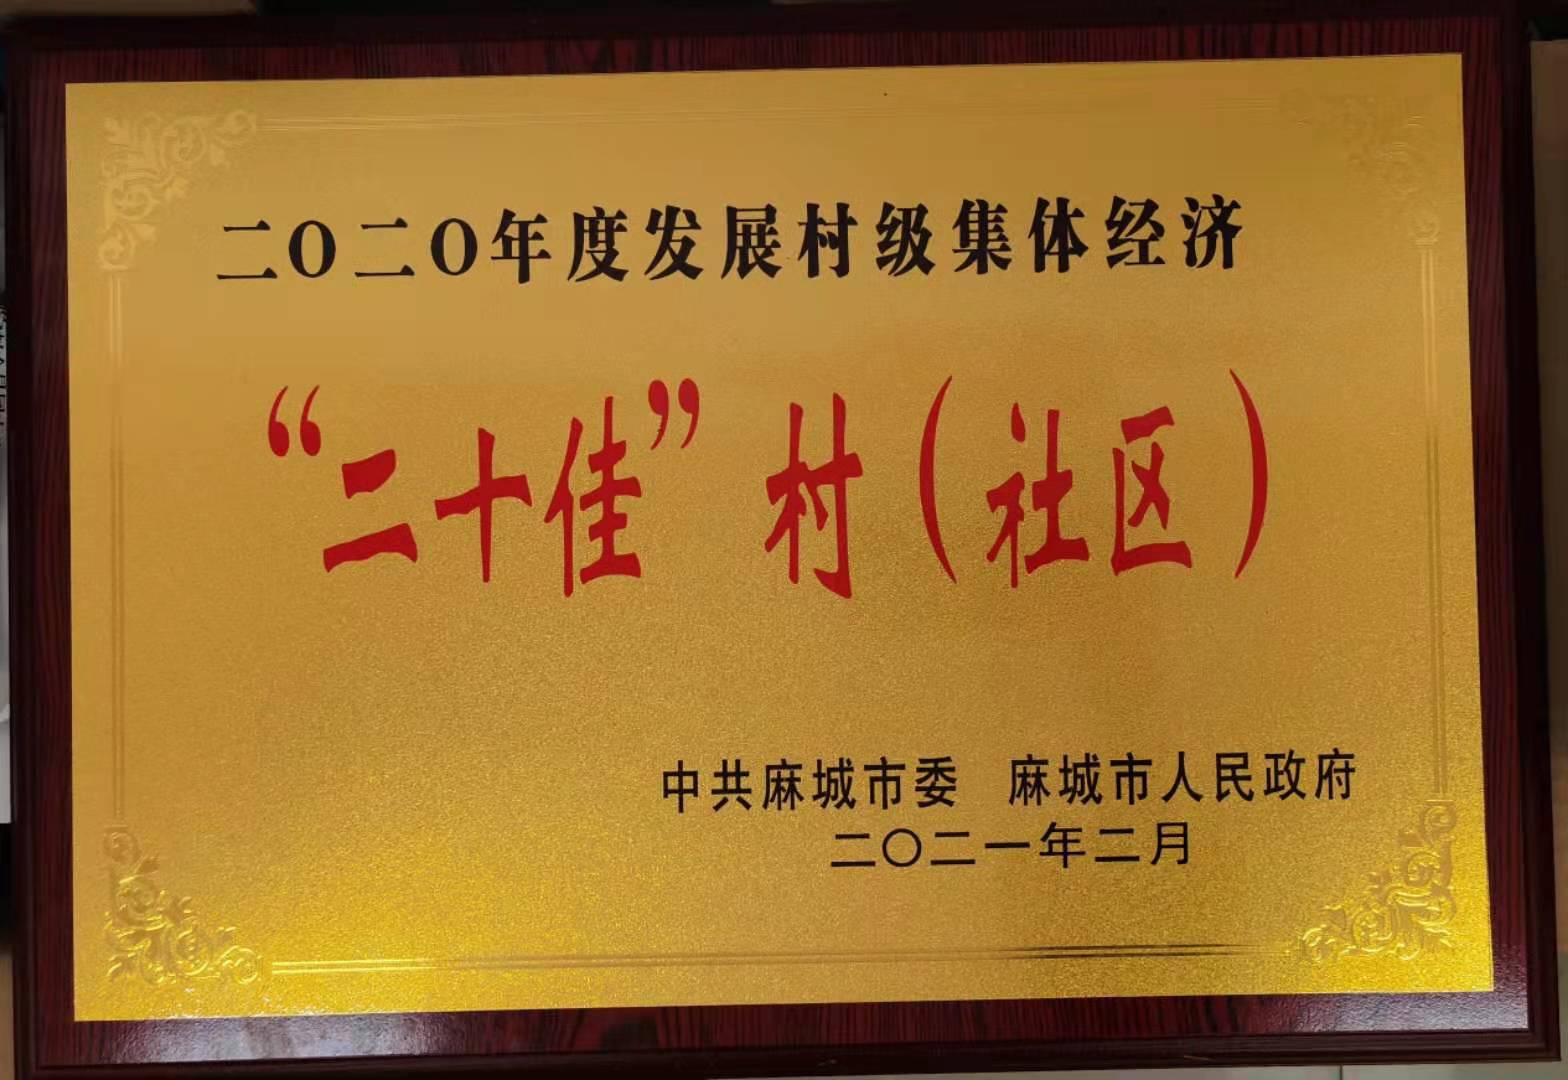 二〇二〇年度发展村级集体经济
“二十佳”村（社区）
中共麻城市委 麻城市人民政府
二〇二一年二月